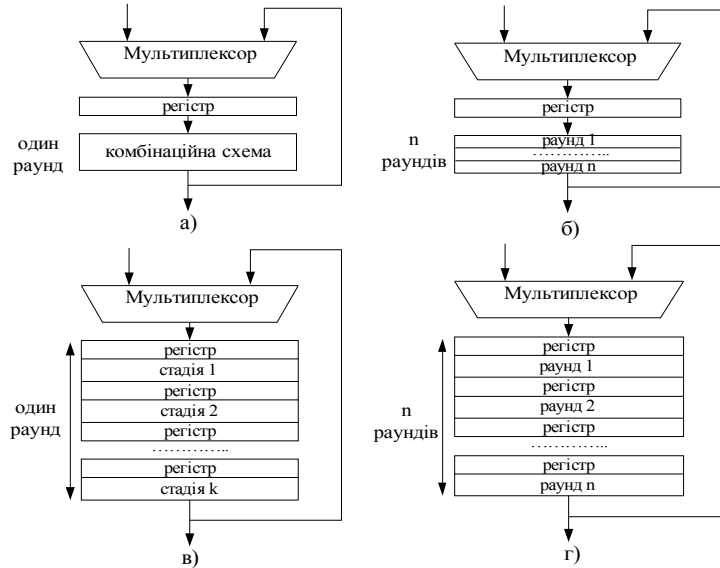 Мультиплексор
регістр
один
раунд
комбінаційна схема
а)
Мультиплексор
регістр
n
раундів
раунд 1
…………..
раунд n
б)
Мультиплексор
один
раунд
регістр
стадія 1
регістр
стадія 2
регістр
…………..
регістр
стадія k
в)
Мультиплексор
n
раундів
регістр
раунд 1
регістр
раунд 2
регістр
…………..
регістр
раунд n
г)